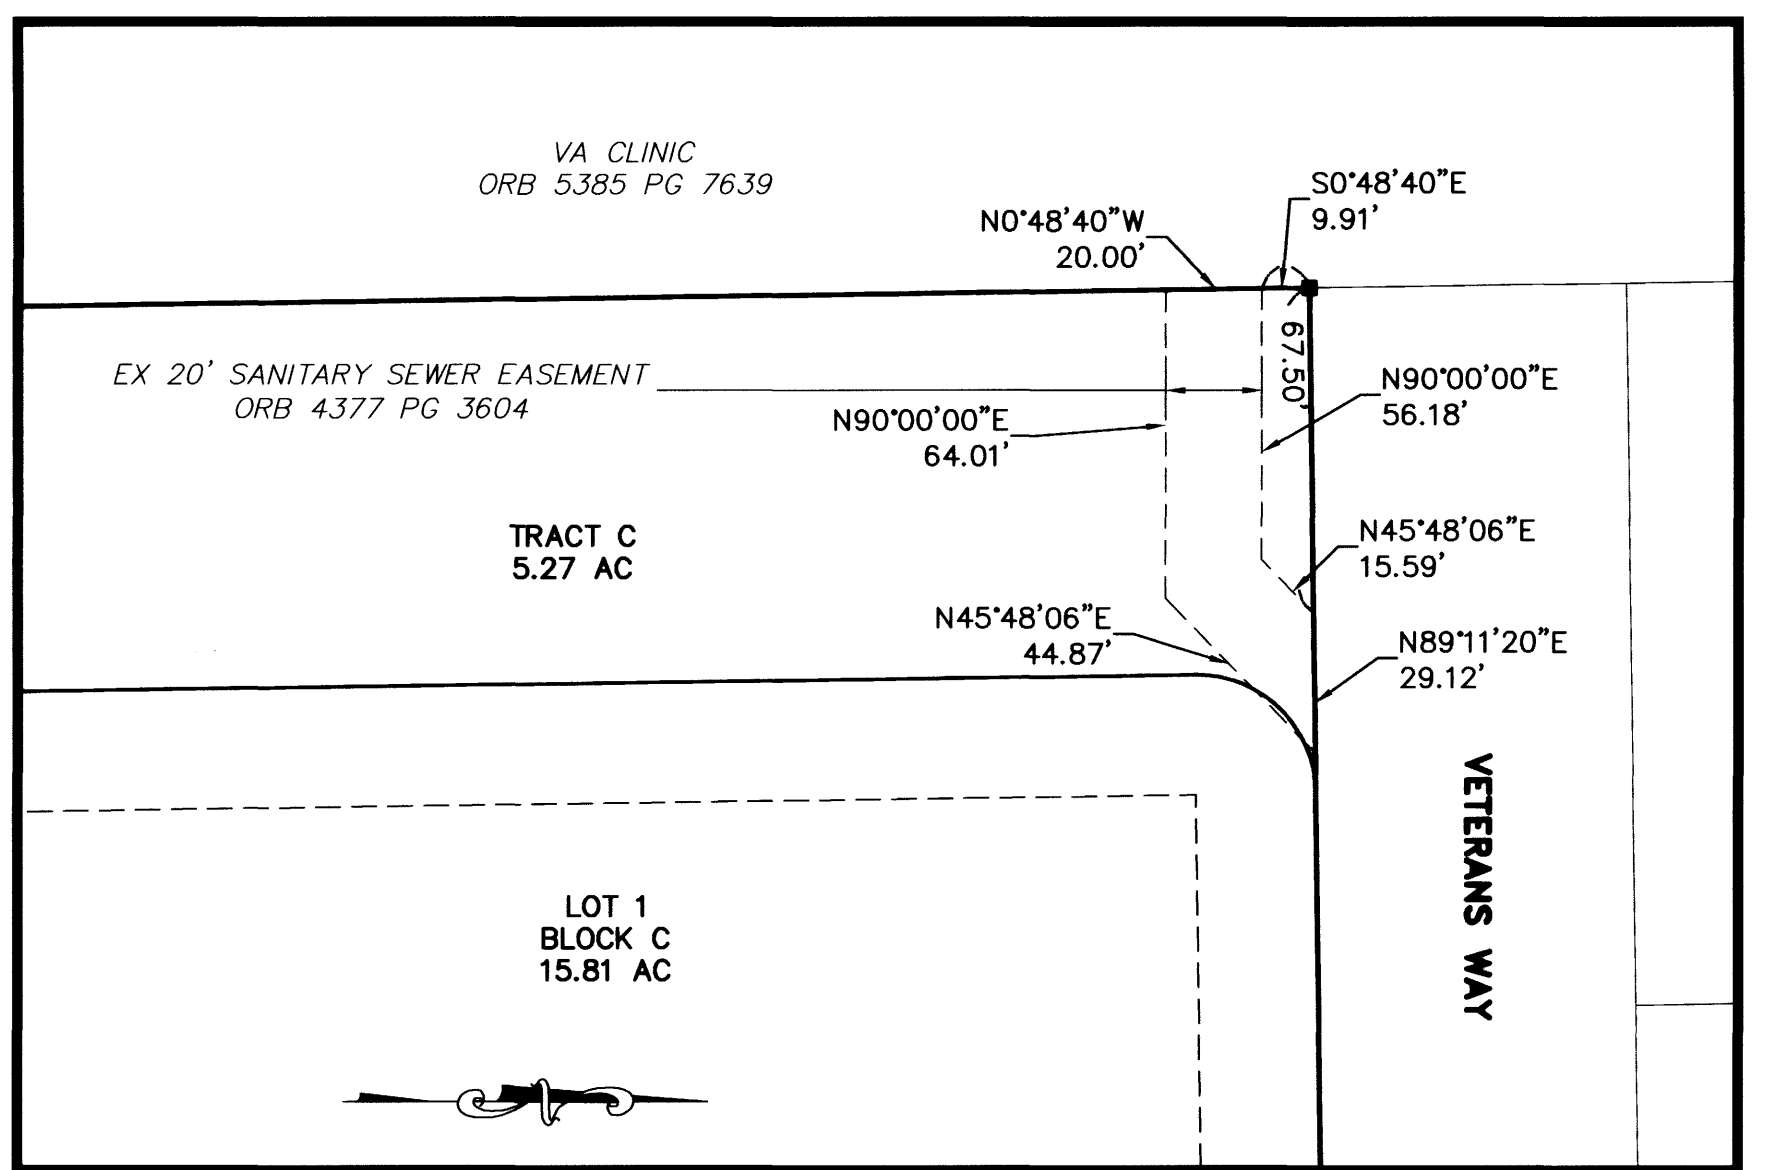 VA CLINIC
ORB 5385 PG 7639
S0°48'40"E
9.91'
N0°48'40"W
20.00'
67.50'
EX 20' SANITARY SEWER EASEMENT
ORB 4377 PG 3604
N90°00'00"E
56.18'
N90°00'00"E
64.01'
TRACT C
5.27 AC
N45°48'06"E
15.59'
N45°48'06"E
44.87'
N89°11'20"E
29.12'
VETERANS WAY
LOT 1
BLOCK C
15.81 AC